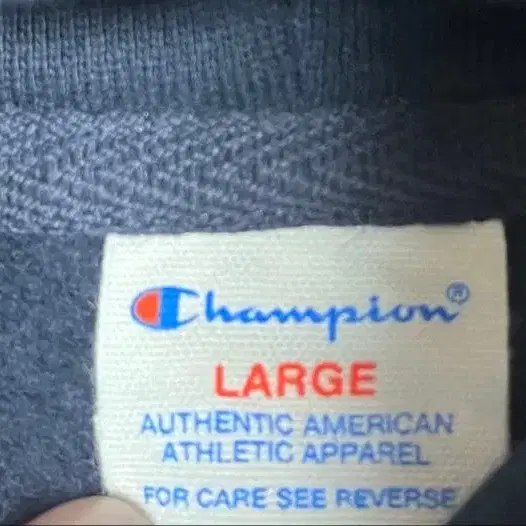 Champion®
LARGE
AUTHENTIC AMERICAN
ATHLETIC APPAREL
FOR CARE SEE REVERSE